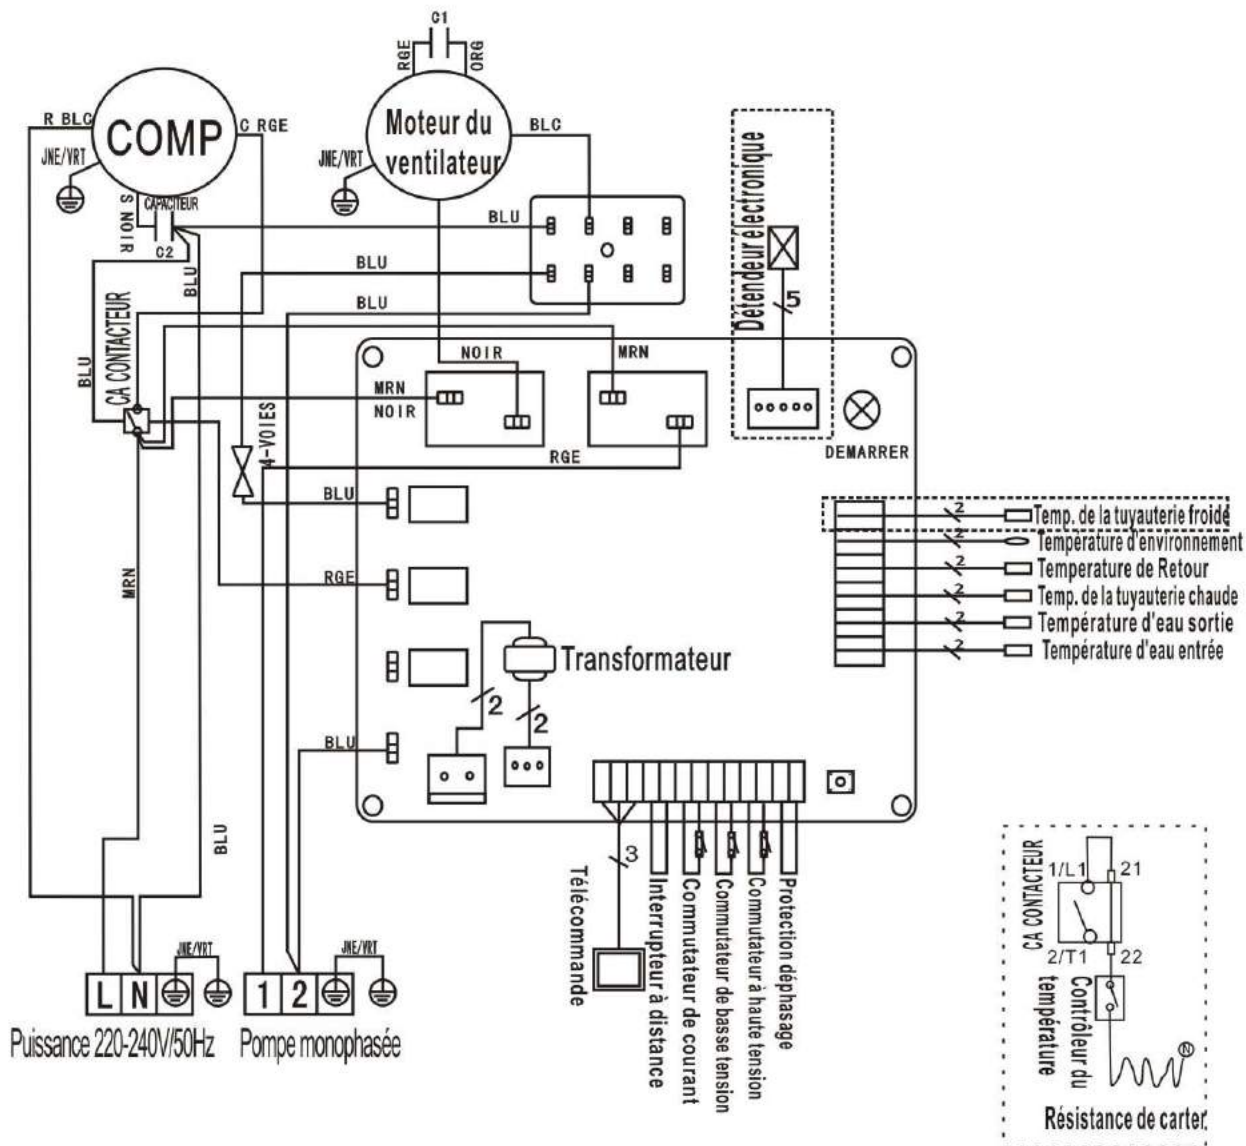 C1
RGE
ORG
R BLC
COMP
C RGE
JNE/VRT
Moteur du
ventilateur
BLC
JNE/VRT
NOIR S
CAPACITEUR
C2
BLU
BLU
BLU
BLU
BLU
CA CONTACTEUR
Détendeur électronique
5
NOIR
MRN
MRN
NOIR
RGE
DEMARRER
4-VOIES
BLU
RGE
MRN
BLU
BLU
Transformateur
2
2
2 Temp. de la tuyauterie froide
2 Température d'environnement
2 Temperature de Retour
2 Temp. de la tuyauterie chaude
2 Température d'eau sortie
2 Température d'eau entrée
3
Télécommande
Interrupteur à distance
Commutateur de courant
Commutateur de basse tension
Commutateur à haute tension
Protection déphasage
JNE/VRT
L N
Puissance 220-240V/50Hz
JNE/VRT
1 2
Pompe monophasée
CA CONTACTEUR
1/L1
21
2/T1
22
Contrôleur du
température
N
Résistance de carter